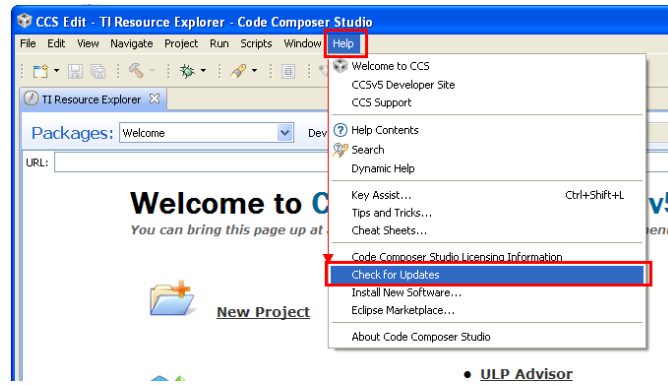 CCS Edit - TI Resource Explorer - Code Composer Studio
File Edit View Navigate Project Run Scripts Window Help
TI Resource Explorer
Packages: Welcome Dev
URL:
Welcome to C
v5
You can bring this page up at
Welcome to CCS
CCSv5 Developer Site
CCS Support
Help Contents
Search
Dynamic Help
Key Assist... Ctrl+Shift+L
Tips and Tricks...
Cheat Sheets...
Code Composer Studio Licensing Information
Check for Updates
Install New Software...
Eclipse Marketplace...
About Code Composer Studio
New Project
ULP Advisor